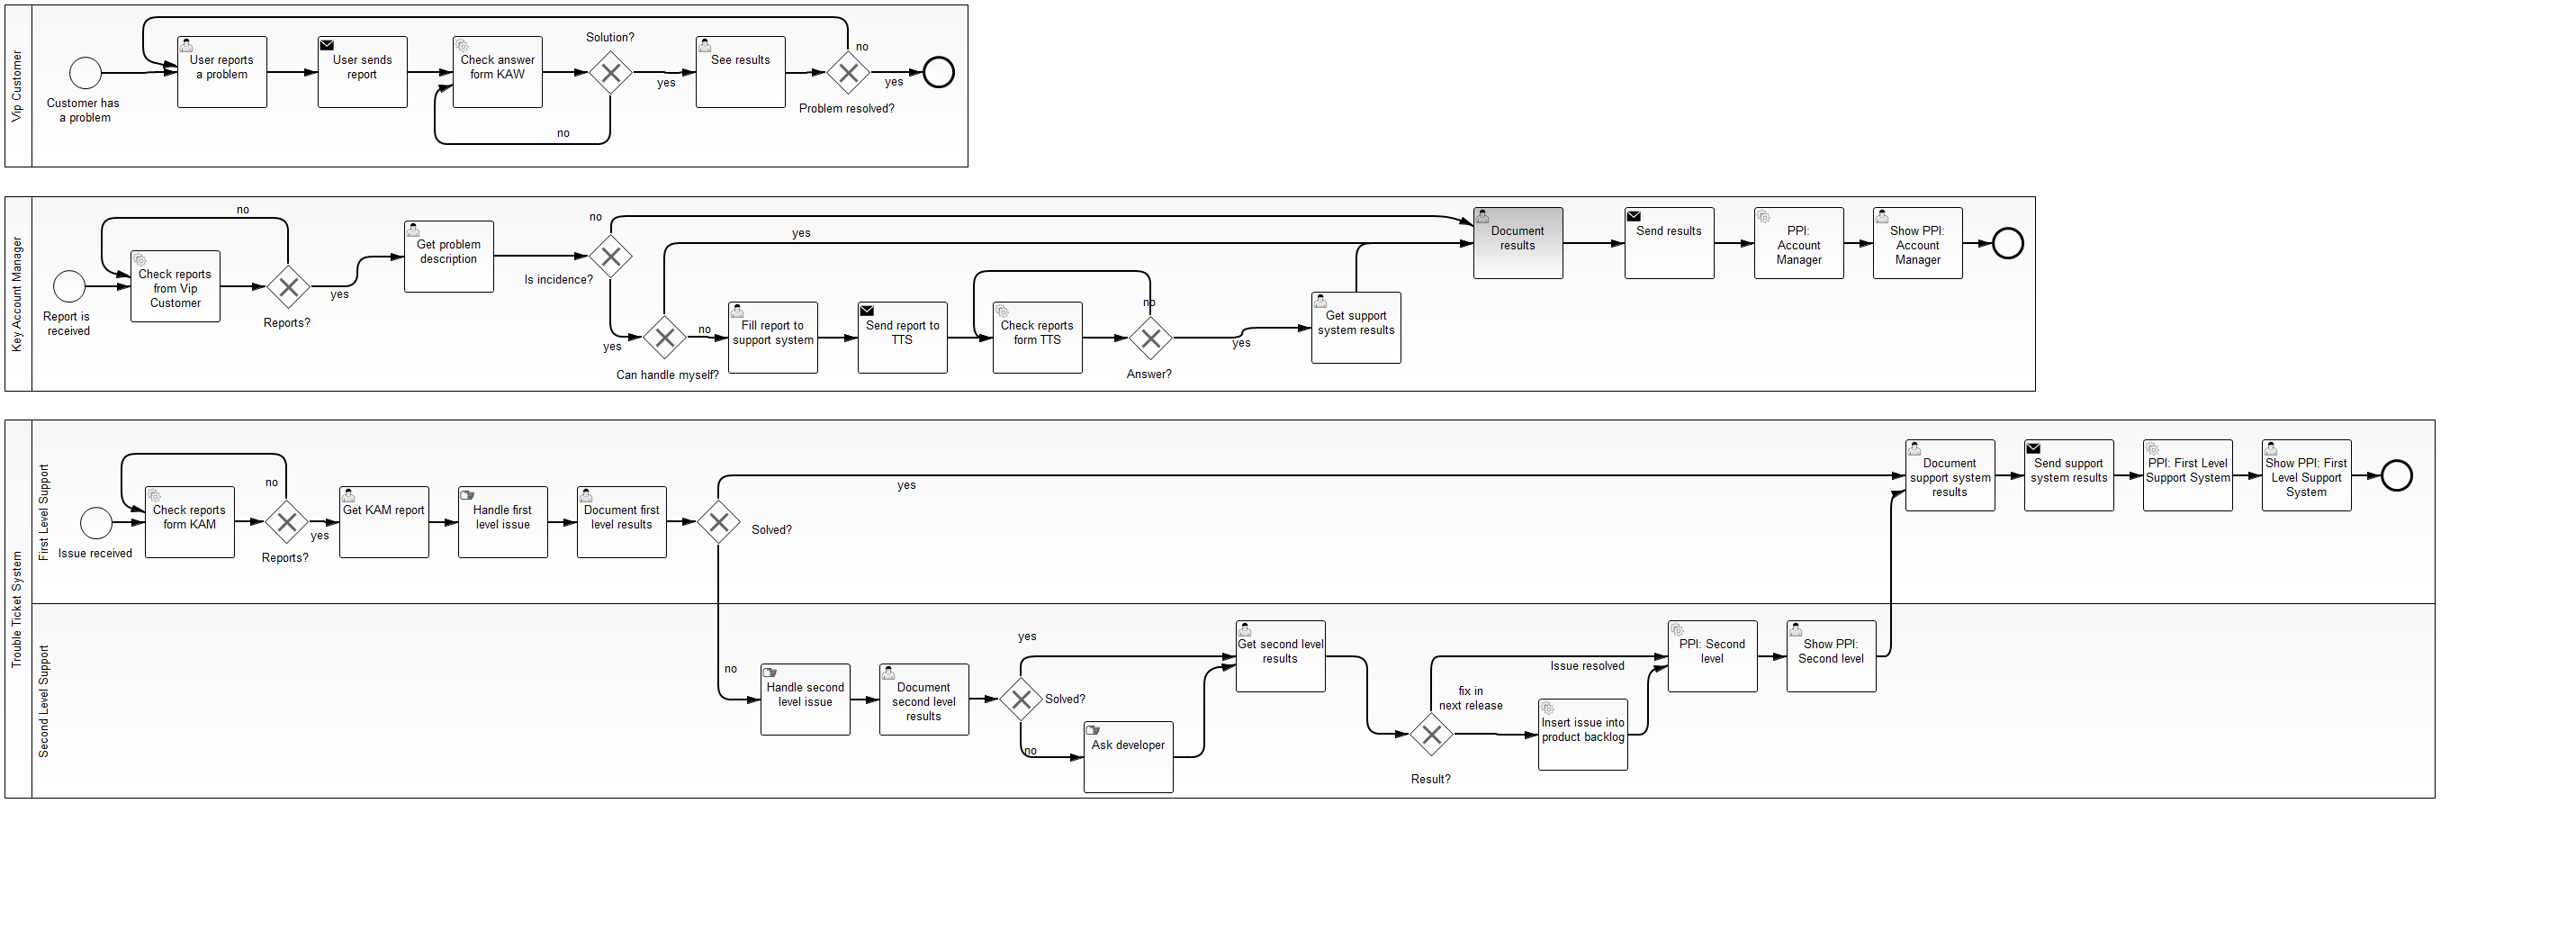 Vip Customer
Customer has
a problem
User reports
a problem
User sends
report
Check answer
form KAW
Solution?
yes
no
See results
no
yes
Problem resolved?
Key Account Manager
Report is
received
Check reports
from Vip
Customer
no
Reports?
yes
Get problem
description
no
Is incidence?
yes
yes
Can handle myself?
no
Fill report to
support system
Send report to
TTS
Check reports
form TTS
no
Answer?
yes
Get support
system results
Document
results
Send results
PPI:
Account
Manager
Show PPI:
Account
Manager
Trouble Ticket System
First Level Support
Issue received
Check reports
form KAM
no
Reports?
yes
Get KAM report
Handle first
level issue
Document first
level results
Solved?
yes
no
Document
support system
results
Send support
system results
PPI: First Level
Support System
Show PPI: First
Level Support
System
Second Level Support
Handle second
level issue
Document
second level
results
yes
Solved?
no
Ask developer
Get second level
results
Result?
Issue resolved
fix in
next release
Insert issue into
product backlog
PPI: Second
level
Show PPI:
Second level